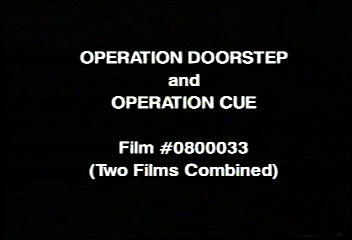 OPERATION DOORSTEP
and
OPERATION CUE
Film #0800033
(Two Films Combined)